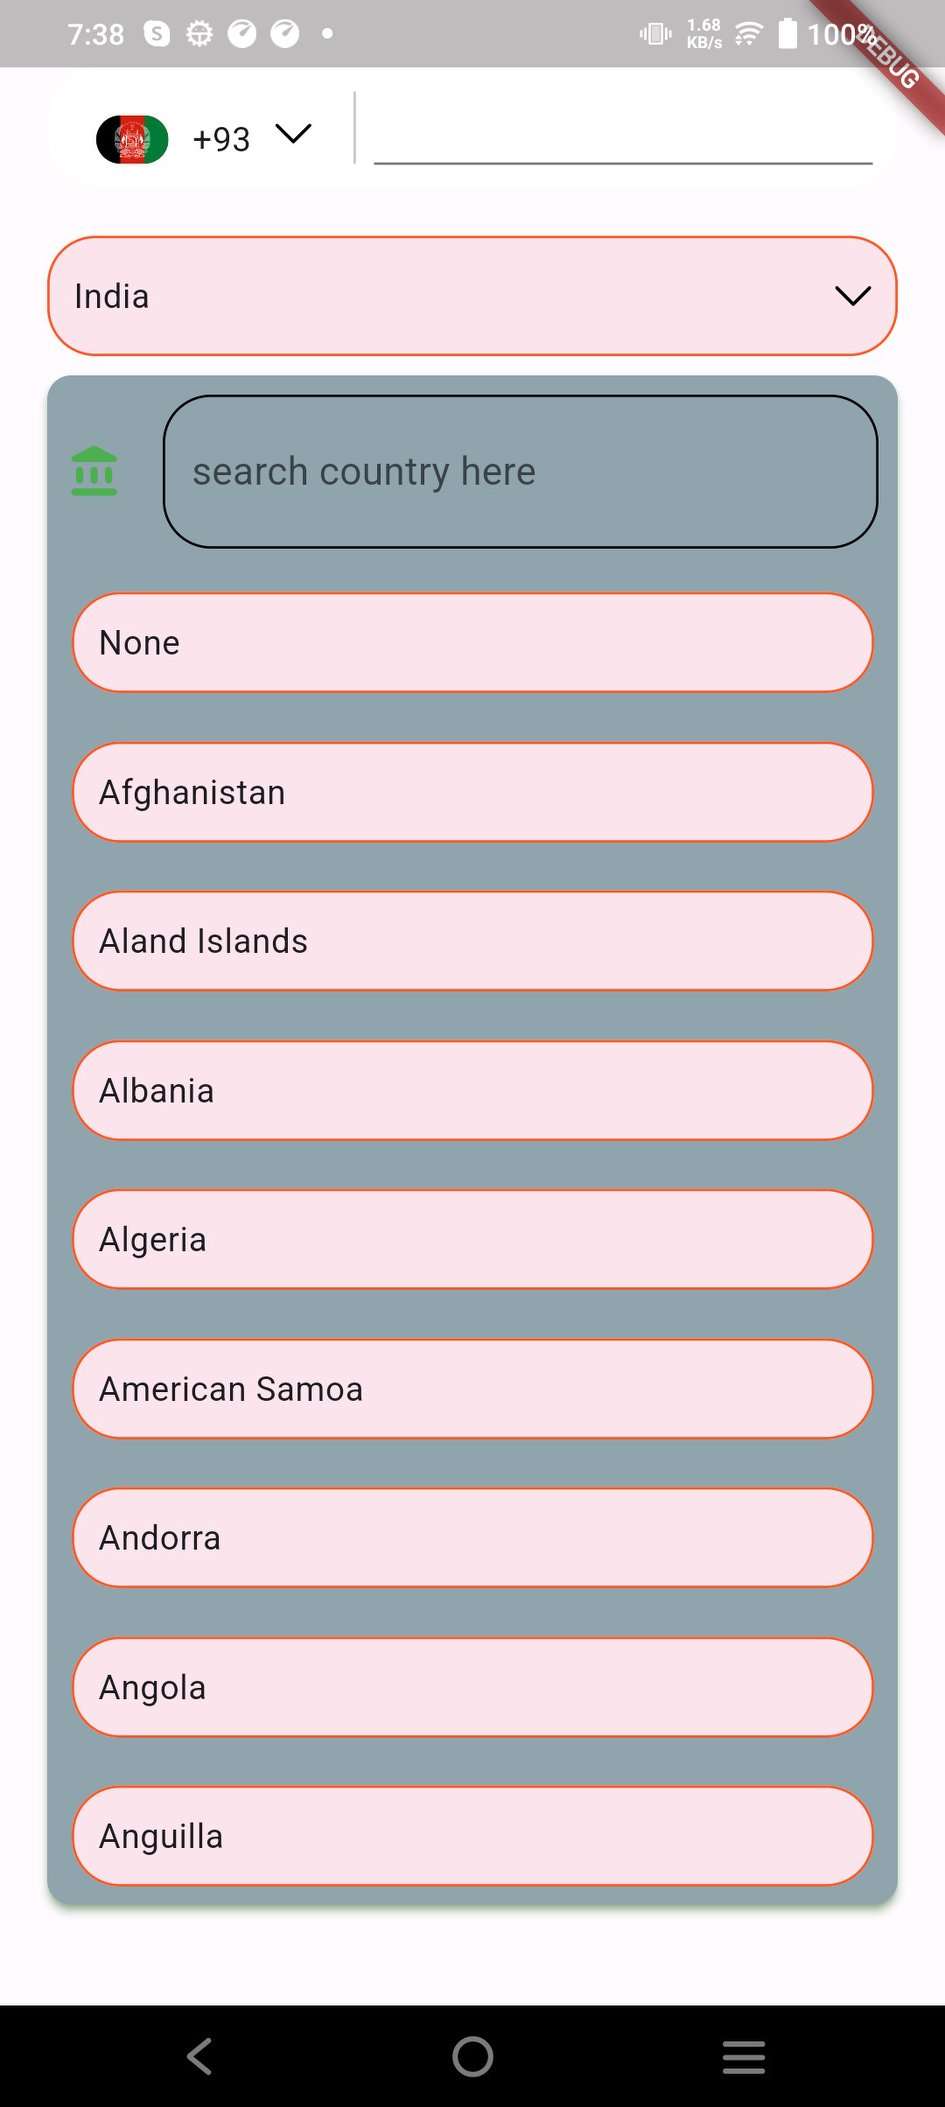 7:38
1.68
KB/s
100%
DEBUG
+93
India
search country here
None
Afghanistan
Aland Islands
Albania
Algeria
American Samoa
Andorra
Angola
Anguilla